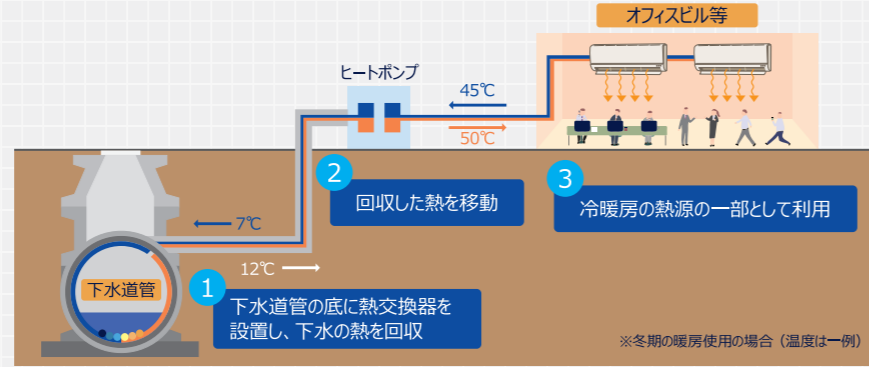 オフィスビル等
ヒートポンプ
45℃
50℃
2
回収した熱を移動
3
冷暖房の熱源の一部として利用
7℃
12℃
下水道管
1
下水道管の底に熱交換器を
設置し、下水の熱を回収
※冬期の暖房使用の場合（温度は一例）